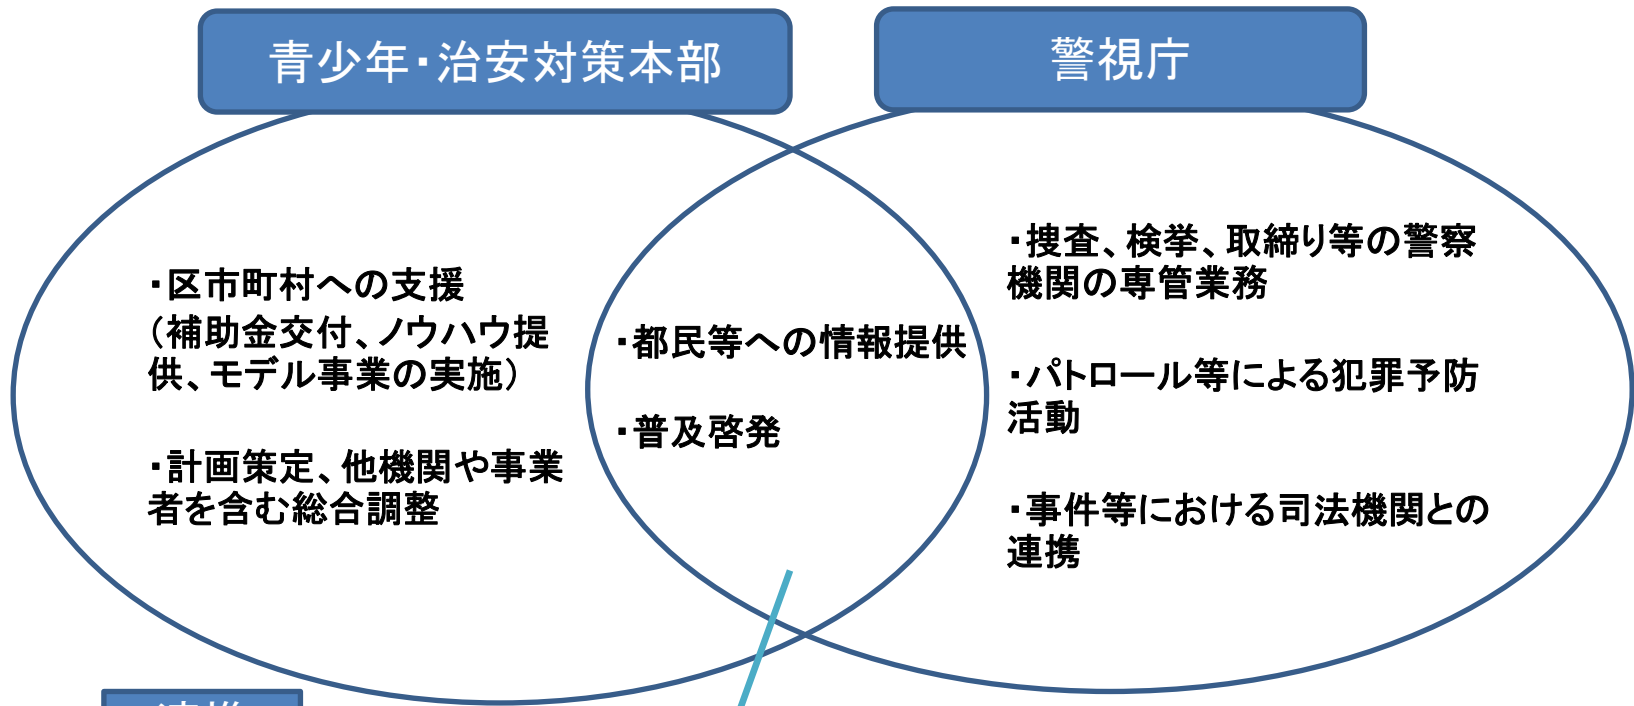 青少年・治安対策本部
警視庁
・区市町村への支援
（補助金交付、ノウハウ提
供、モデル事業の実施）
・計画策定、他機関や事業
者を含む総合調整
・都民等への情報提供
・普及啓発
・捜査、検挙、取締り等の警察
機関の専管業務
・パトロール等による犯罪予防
活動
・事件等における司法機関との
連携